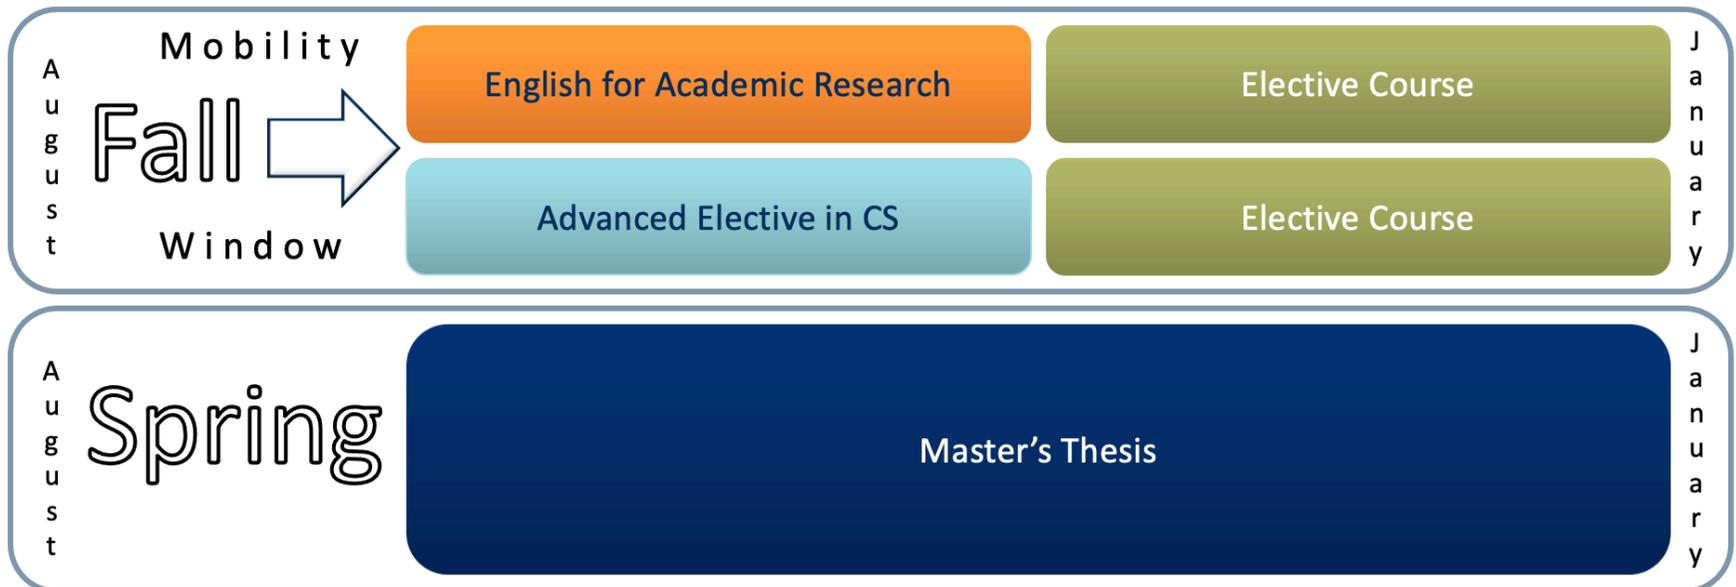 August
Mobility
Fall
Window
English for Academic Research
Elective Course
Advanced Elective in CS
Elective Course
January
August
Spring
Master’s Thesis
January